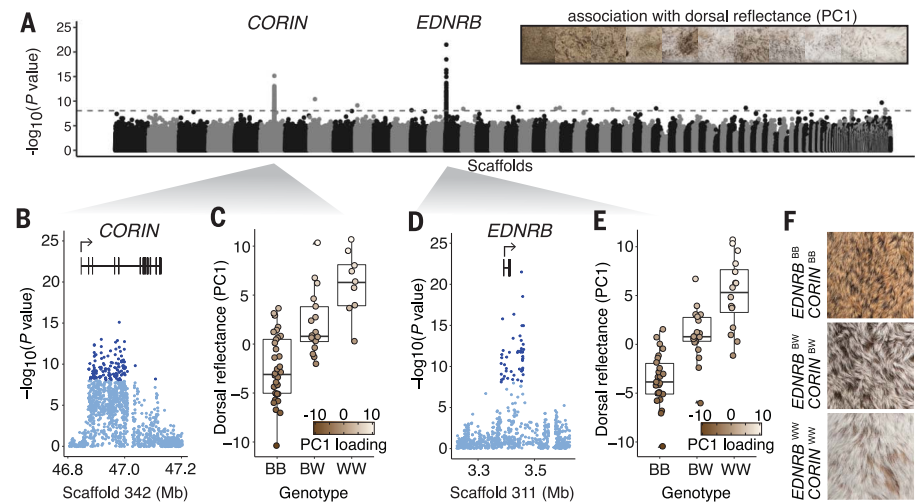 A
CORIN
EDNRB
association with dorsal reflectance (PC1)
-log10(P value)
25
20
15
10
5
0
Scaffolds
B
CORIN
−log10(P value)
25
20
15
10
5
0
46.8
47.0
47.2
Scaffold 342 (Mb)
C
Dorsal reflectance (PC1)
10
5
0
−5
−10
-10 0 10
PC1 loading
BB BW WW
Genotype
D
EDNRB
-log10(P value)
25
20
15
10
5
0
3.3
3.5
Scaffold 311 (Mb)
E
Dorsal reflectance (PC1)
10
5
0
−5
−10
-10 0 10
PC1 loading
BB BW WW
Genotype
F
EDNRB BB
CORIN BB
EDNRB BW
CORIN BW
EDNRB WW
CORIN WW